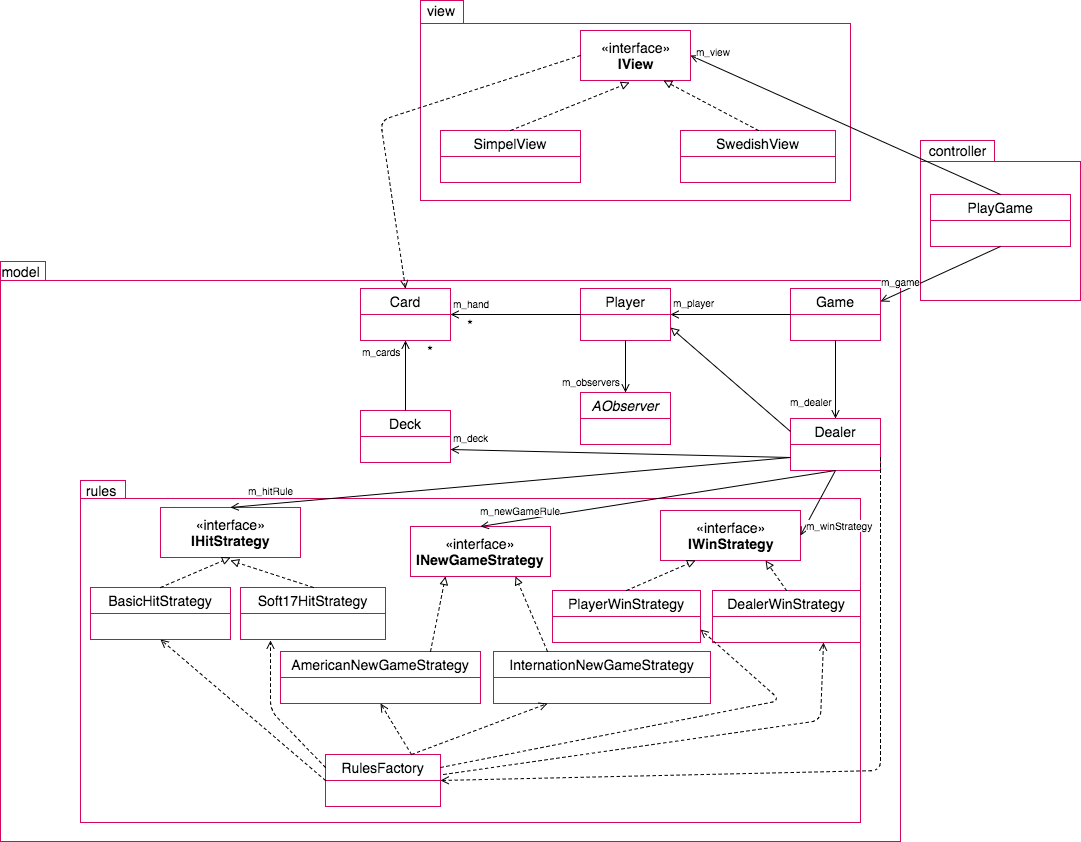 view
«interface»
IView
m_view
SimpelView
SwedishView
controller
PlayGame
model
m_game
Card
m_hand
*
Player
m_player
Game
m_cards
*
m_observers
AObserver
m_dealer
Deck
m_deck
Dealer
rules
m_hitRule
m_newGameRule
m_winStrategy
«interface»
IHitStrategy
«interface»
INewGameStrategy
«interface»
IWinStrategy
BasicHitStrategy
Soft17HitStrategy
PlayerWinStrategy
DealerWinStrategy
AmericanNewGameStrategy
InternationNewGameStrategy
RulesFactory